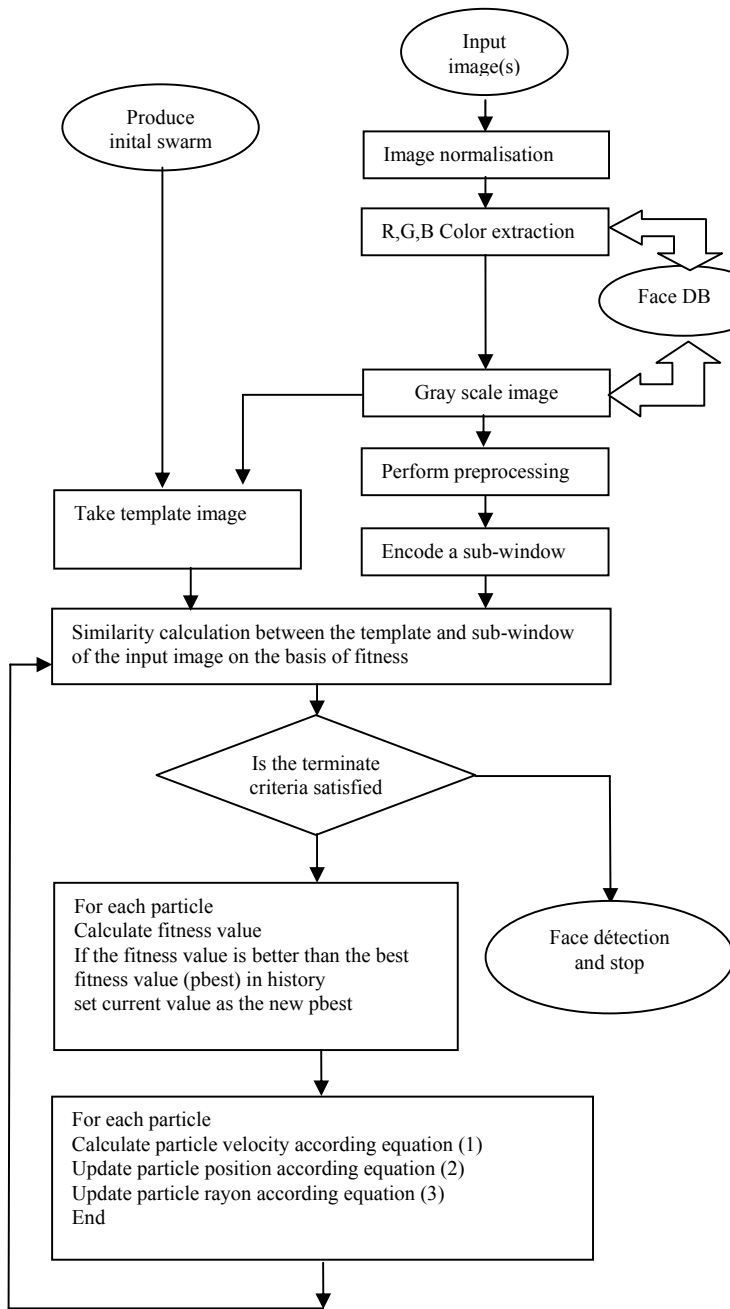 Input
image(s)
Produce
inital swarm
Image normalisation
R,G,B Color extraction
Face DB
Gray scale image
Perform preprocessing
Take template image
Encode a sub-window
Similarity calculation between the template and sub-window
of the input image on the basis of fitness
Is the terminate
criteria satisfied
For each particle
Calculate fitness value
If the fitness value is better than the best
fitness value (pbest) in history
set current value as the new pbest
Face détection
and stop
For each particle
Calculate particle velocity according equation (1)
Update particle position according equation (2)
Update particle rayon according equation (3)
End